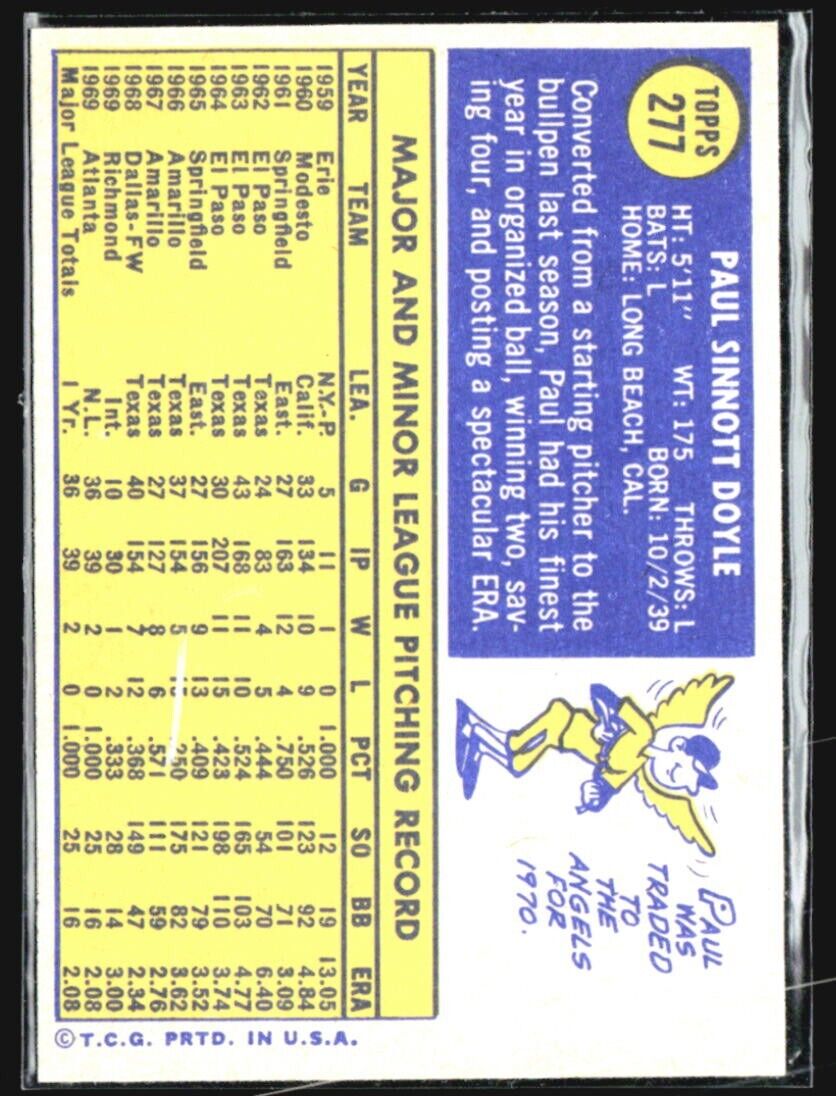 TOPPS
277
PAUL SINNOTT DOYLE
HT: 5'11" WT: 175 THROWS: L
BATS: L BORN: 10/2/39
HOME: LONG BEACH, CAL.
Converted from a starting pitcher to the
bullpen last season, Paul had his finest
year in organized ball, winning two, sav-
ing four, and posting a spectacular ERA.
PAUL
WAS
TRADED
TO
THE
ANGELS
FOR
1970.
MAJOR AND MINOR LEAGUE PITCHING RECORD
YEAR TEAM LEA. G IP W L PCT SO BB ERA
1959 Erie N.Y.-P. 5 11 1 0 1.000 12 19 13.05
1960 Modesto Calif. 33 134 10 9 .526 123 92 4.84
1961 Springfield East. 27 163 12 4 .750 101 71 3.09
1962 El Paso Texas 24 83 4 5 .444 54 70 6.40
1963 El Paso Texas 43 168 11 10 .524 165 103 4.77
1964 El Paso Texas 30 207 11 15 .423 198 110 3.74
1965 Springfield East. 27 156 9 13 .409 121 79 3.52
1966 Amarillo Texas 37 154 5 .250 175 82 3.62
1967 Amarillo Texas 27 127 8 6 .571 111 59 2.76
1968 Dallas-FW Texas 40 154 7 12 .368 149 47 2.34
1969 Richmond Int. 10 30 1 2 .333 28 14 3.00
1969 Atlanta N.L. 36 39 2 0 1.000 25 16 2.08
Major League Totals 1 Yr. 36 39 2 0 1.000 25 16 2.08
© T.C.G. PRTD. IN U.S.A.